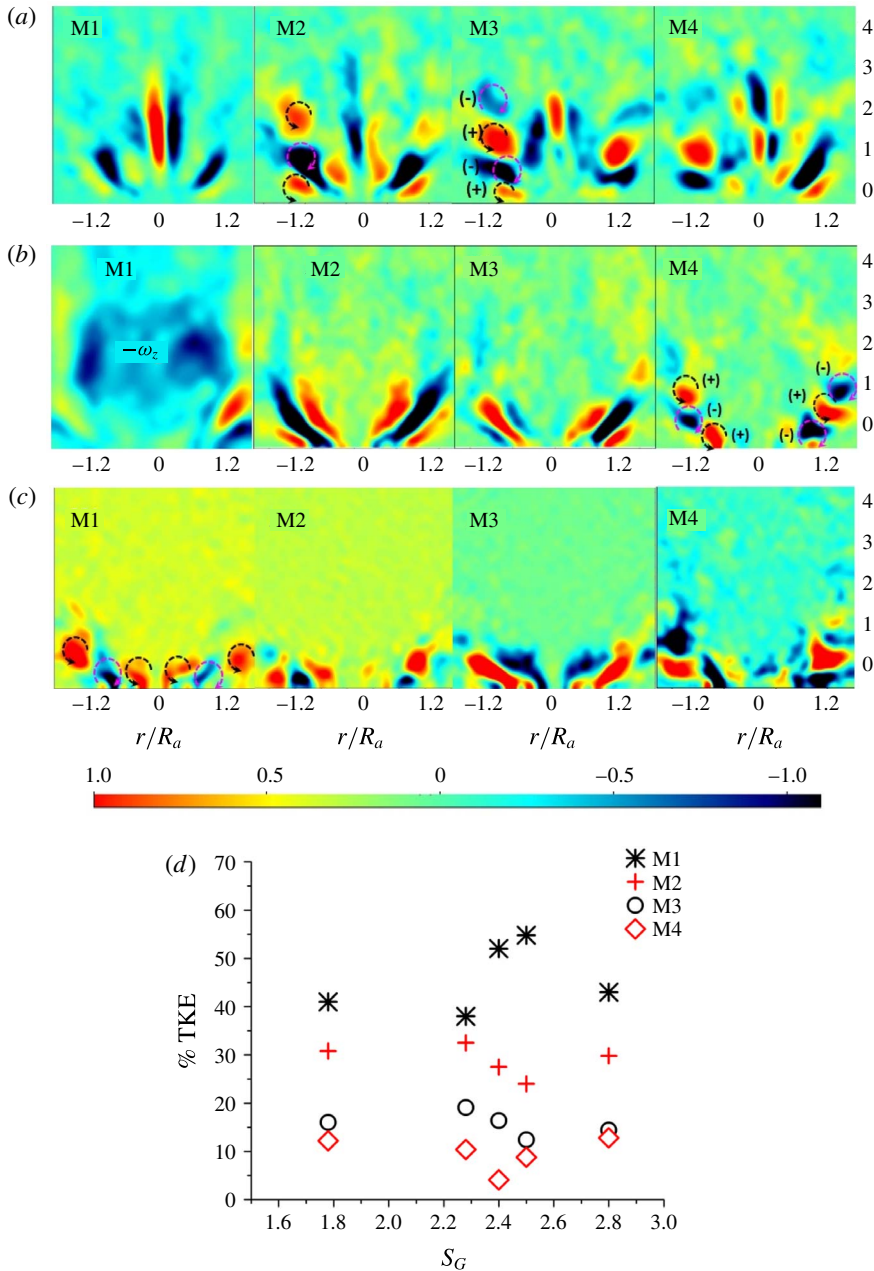 (a) M1 M2 M3 M4 4
3
(-)
2
(+)
1
(-)
(+) 0
−1.2 0 1.2 −1.2 0 1.2 −1.2 0 1.2 −1.2 0 1.2
(b) M1 M2 M3 M4 4
3
−ω_z 2
(-)
(+) 1
(+)
(-) 0
(+) (-)
−1.2 0 1.2 −1.2 0 1.2 −1.2 0 1.2 −1.2 0 1.2
(c) M1 M2 M3 M4 4
3
2
1
0
−1.2 0 1.2 −1.2 0 1.2 −1.2 0 1.2 −1.2 0 1.2
r/R_a r/R_a r/R_a r/R_a
1.0 0.5 0 −0.5 −1.0
(d)
M1
M2
M3
M4
70
60
50
40
30
20
10
0
% TKE
1.6 1.8 2.0 2.2 2.4 2.6 2.8 3.0
S_G